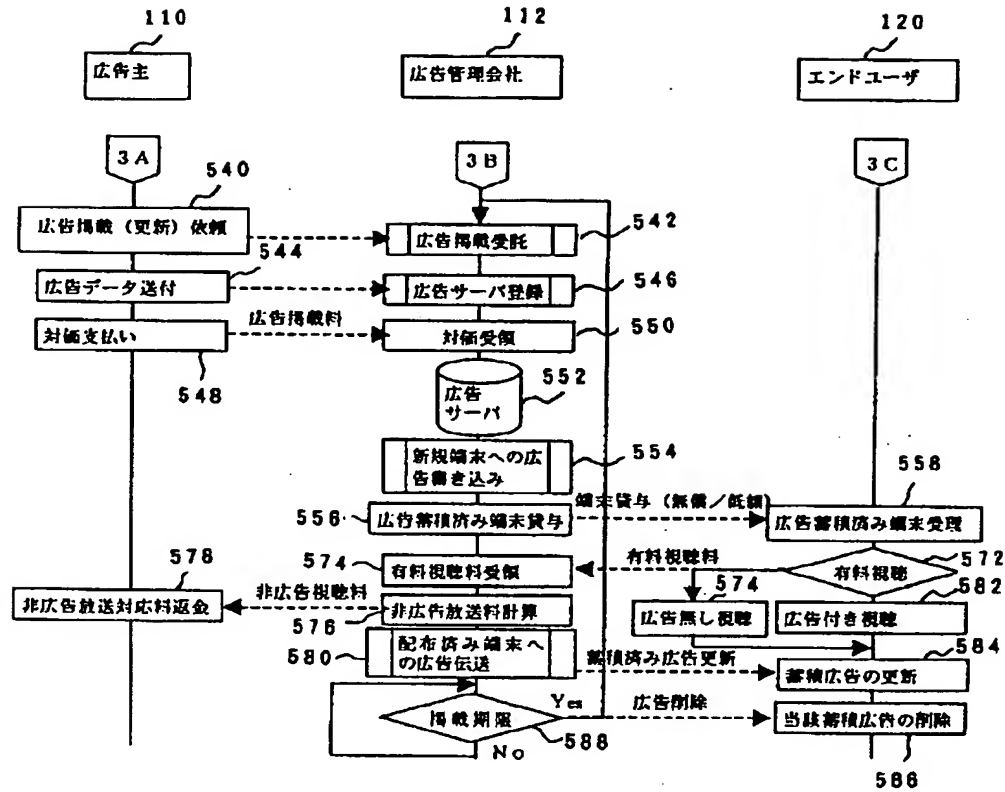 110
112
120
広告主
広告管理会社
エンドユーザ
3A
3B
3C
540
広告掲載(更新)依頼
広告掲載受託
542
544
広告データ送付
広告サーバ登録
546
広告掲載料
対価支払い
対価受領
550
548
552
広告
サーバ
新規端末への広
告書き込み
554
558
端末貸与(無償/低額)
556
広告蓄積済み端末貸与
広告蓄積済み端末受理
578
574
有料視聴料受領
有料視聴料
有料視聴
572
574
582
非広告放送対応料返金
非広告視聴料
非広告放送料計算
576
広告無し視聴
広告付き視聴
580
配布済み端末へ
の広告伝送
蓄積済み広告更新
584
蓄積広告の更新
掲載期限
Yes
広告削除
当該蓄積広告の削除
588
No
566